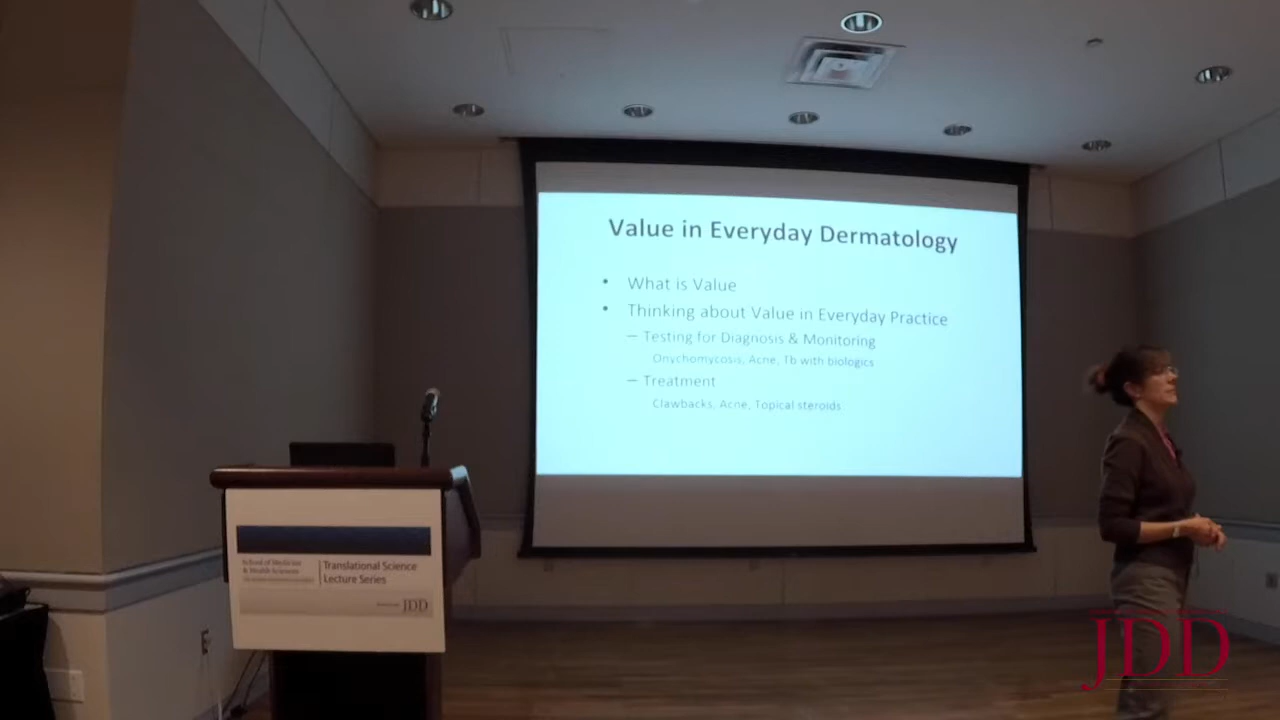 Value in Everyday Dermatology
• What is Value
• Thinking about Value in Everyday Practice
– Testing for Diagnosis & Monitoring
Onychomycosis, Acne, Tb with biologics
– Treatment
Clawbacks, Acne, Topical steroids
School of Medicine
& Health Sciences
Translational Science
Lecture Series
JDD
JDD